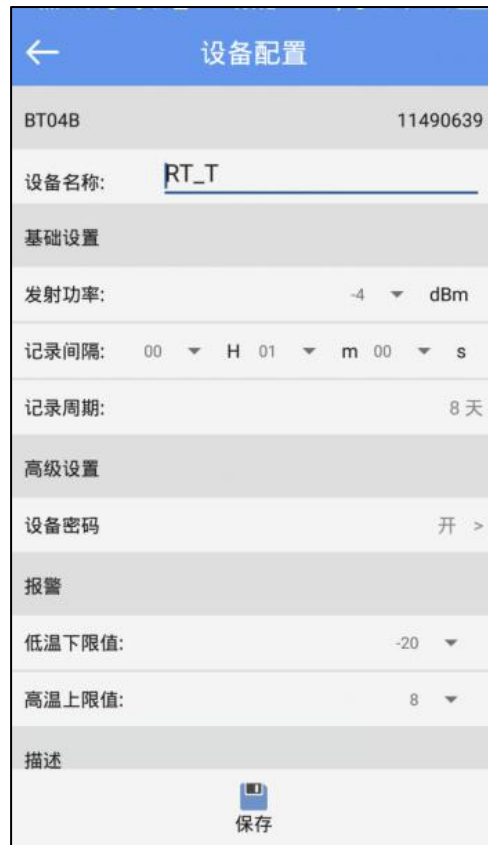 设备配置
BT04B 11490639
设备名称: RT_T
基础设置
发射功率: -4 dBm
记录间隔: 00 H 01 m 00 s
记录周期: 8 天
高级设置
设备密码 开 >
报警
低温下限值: -20
高温上限值: 8
描述
保存